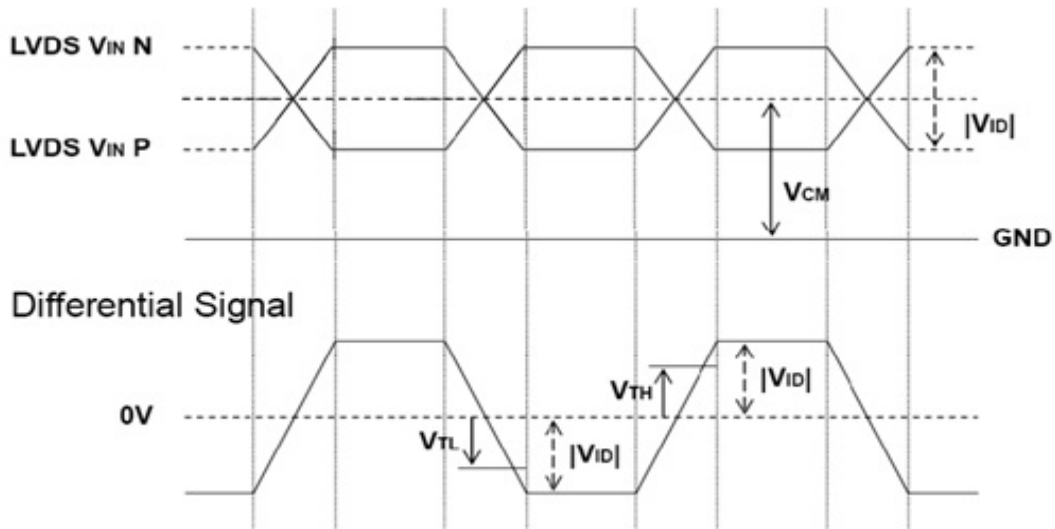 LVDS VIN N
LVDS VIN P
|VID|
VCM
GND
Differential Signal
VTH
|VID|
0V
VTL
|VID|